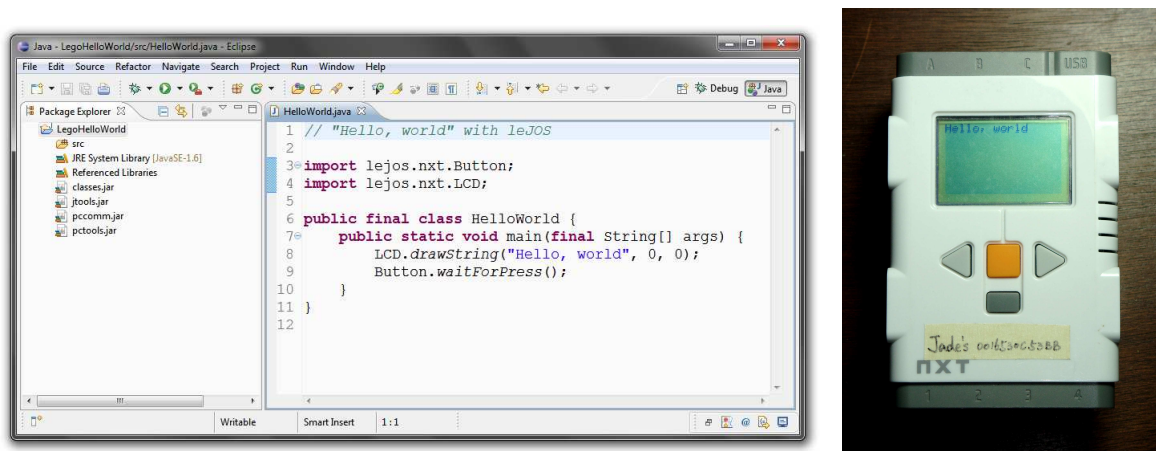 Java - LegoHelloWorld/src/HelloWorld.java - Eclipse
File Edit Source Refactor Navigate Search Project Run Window Help
Debug Java
Package Explorer
HelloWorld.java
LegoHelloWorld
src
JRE System Library [JavaSE-1.6]
Referenced Libraries
classes.jar
jtools.jar
pccomm.jar
pctools.jar
1 // "Hello, world" with leJOS
2
3 import lejos.nxt.Button;
4 import lejos.nxt.LCD;
5
6 public final class HelloWorld {
7 public static void main(final String[] args) {
8 LCD.drawString("Hello, world", 0, 0);
9 Button.waitForPress();
10 }
11 }
12
Writable Smart Insert 1:1
A B C USB
Hello, world
Jade's
NXT
1 2 3 4